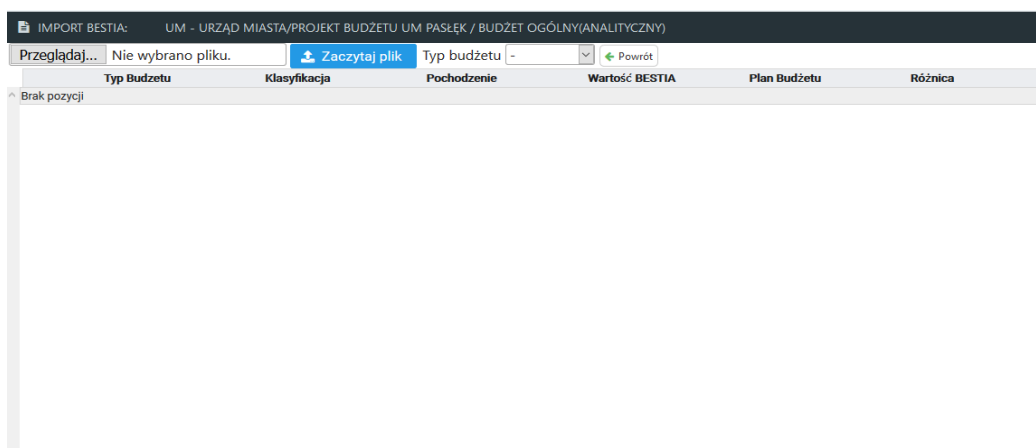 IMPORT BESTIA: UM - URZĄD MIASTA/PROJEKT BUDŻETU UM PASŁĘK / BUDŻET OGÓLNY(ANALITYCZNY)
Przeglądaj... Nie wybrano pliku. Zaczytaj plik Typ budżetu - Powrót
Typ Budzetu Klasyfikacja Pochodzenie Wartość BESTIA Plan Budżetu Różnica
Brak pozycji